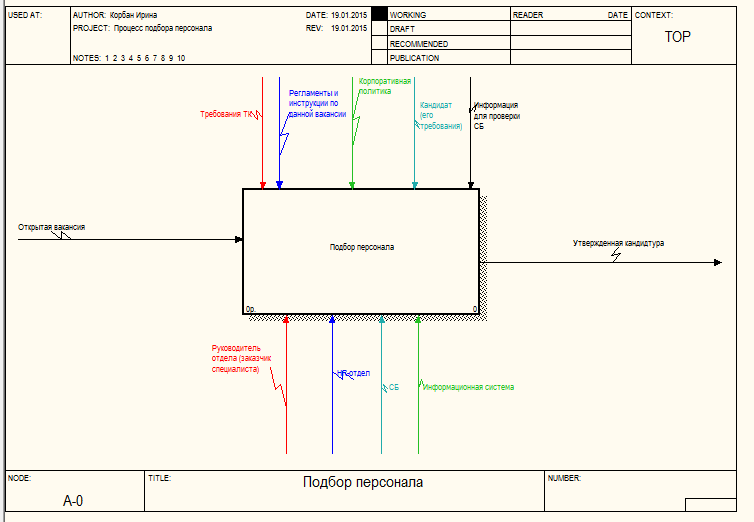 USED AT:
AUTHOR: Корбан Ирина
DATE: 19.01.2015
WORKING
READER
DATE
CONTEXT:
PROJECT: Процесс подбора персонала
REV: 19.01.2015
DRAFT
TOP
RECOMMENDED
NOTES: 1 2 3 4 5 6 7 8 9 10
PUBLICATION
Требования ТК
Регламенты и
инструкции по
данной вакансии
Корпоративная
политика
Кандидат
(его
требования)
Информация
для проверки
СБ
Открытая вакансия
Подбор персонала
Утвержденная кандидтура
0р.
0
Руководитель
отдела (заказчик
специалиста)
HR-отдел
СБ
Информационная система
NODE:
TITLE:
NUMBER:
A-0
Подбор персонала